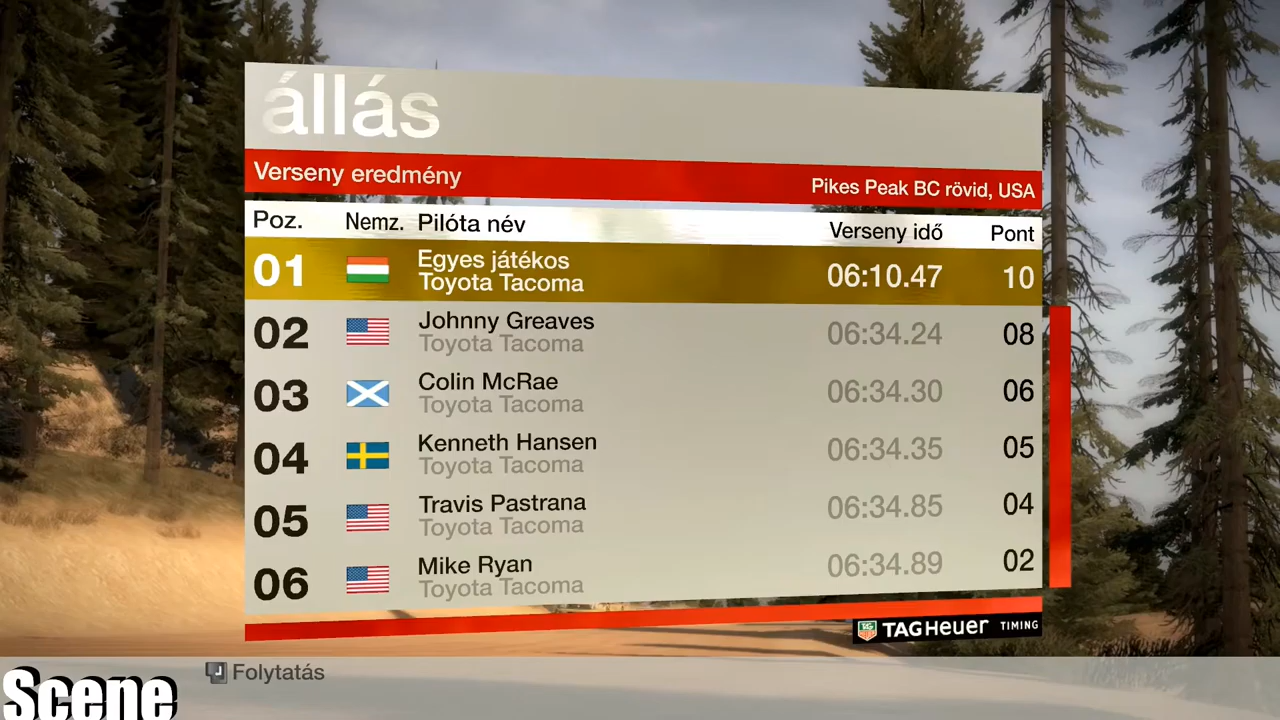 állás
Verseny eredmény
Pikes Peak BC rövid, USA
Poz. Nemz. Pilóta név Verseny idő Pont
01 Egyes játékos 06:10.47 10
Toyota Tacoma
02 Johnny Greaves 06:34.24 08
Toyota Tacoma
03 Colin McRae 06:34.30 06
Toyota Tacoma
04 Kenneth Hansen 06:34.35 05
Toyota Tacoma
05 Travis Pastrana 06:34.85 04
Toyota Tacoma
06 Mike Ryan 06:34.89 02
Toyota Tacoma
TAG HEUER TAGHeuer TIMING
Folytatás
Scene